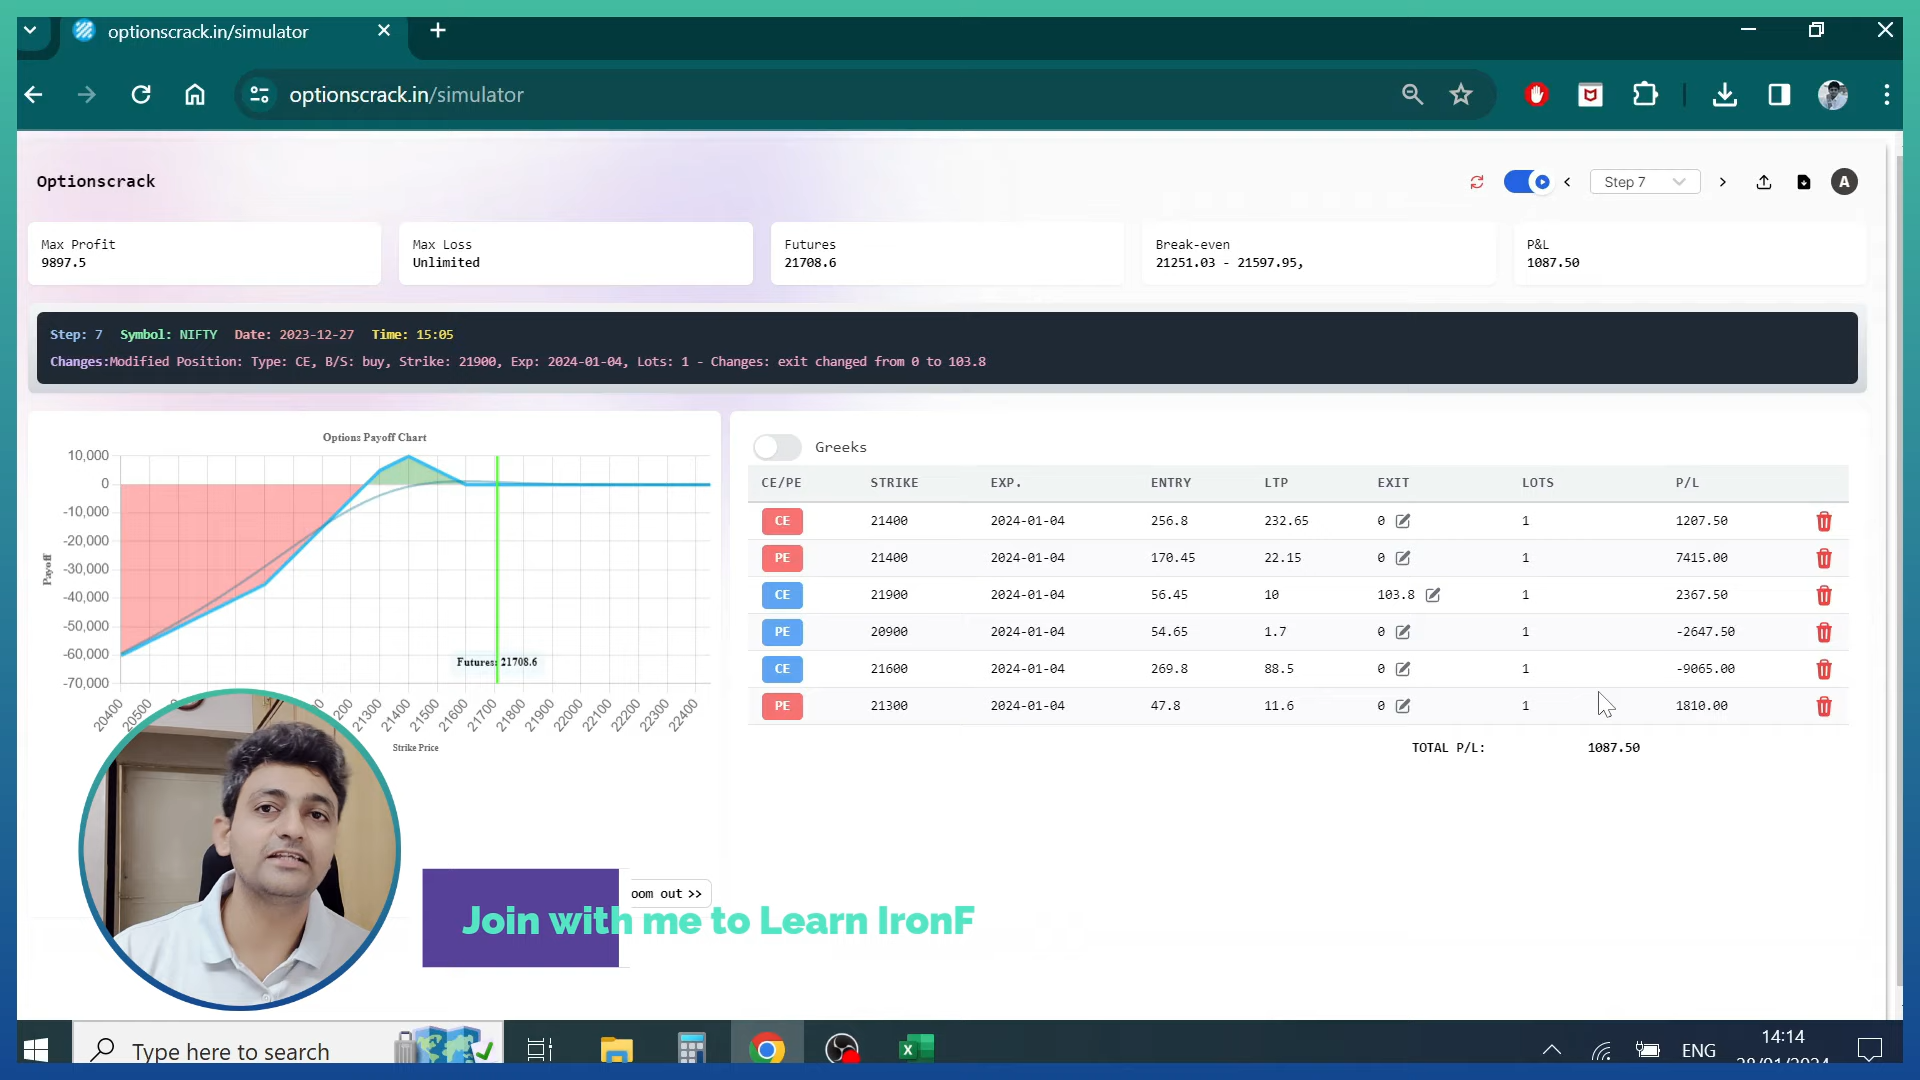 optionscrack.in/simulator
optionscrack.in/simulator
Optionscrack
Step 7
A
Max Profit
9897.5
Max Loss
Unlimited
Futures
21708.6
Break-even
21251.03 - 21597.95,
P&L
1087.50
Step: 7 Symbol: NIFTY Date: 2023-12-27 Time: 15:05
Changes:Modified Position: Type: CE, B/S: buy, Strike: 21900, Exp: 2024-01-04, Lots: 1 - Changes: exit changed from 0 to 103.8
Options Payoff Chart
10,000
0
-10,000
-20,000
-30,000
-40,000
-50,000
-60,000
-70,000
Payoff
Futures: 21708.6
20400
20500
200
21300
21400
21500
21600
21700
21800
21900
22000
22100
22200
22300
22400
Strike Price
oom out >>
Greeks
CE/PE STRIKE EXP. ENTRY LTP EXIT LOTS P/L
CE 21400 2024-01-04 256.8 232.65 0 1 1207.50
PE 21400 2024-01-04 170.45 22.15 0 1 7415.00
CE 21900 2024-01-04 56.45 10 103.8 1 2367.50
PE 20900 2024-01-04 54.65 1.7 0 1 -2647.50
CE 21600 2024-01-04 269.8 88.5 0 1 -9065.00
PE 21300 2024-01-04 47.8 11.6 0 1 1810.00
TOTAL P/L: 1087.50
Join with me to Learn IronF
Type here to search
ENG
14:14
28/01/2024